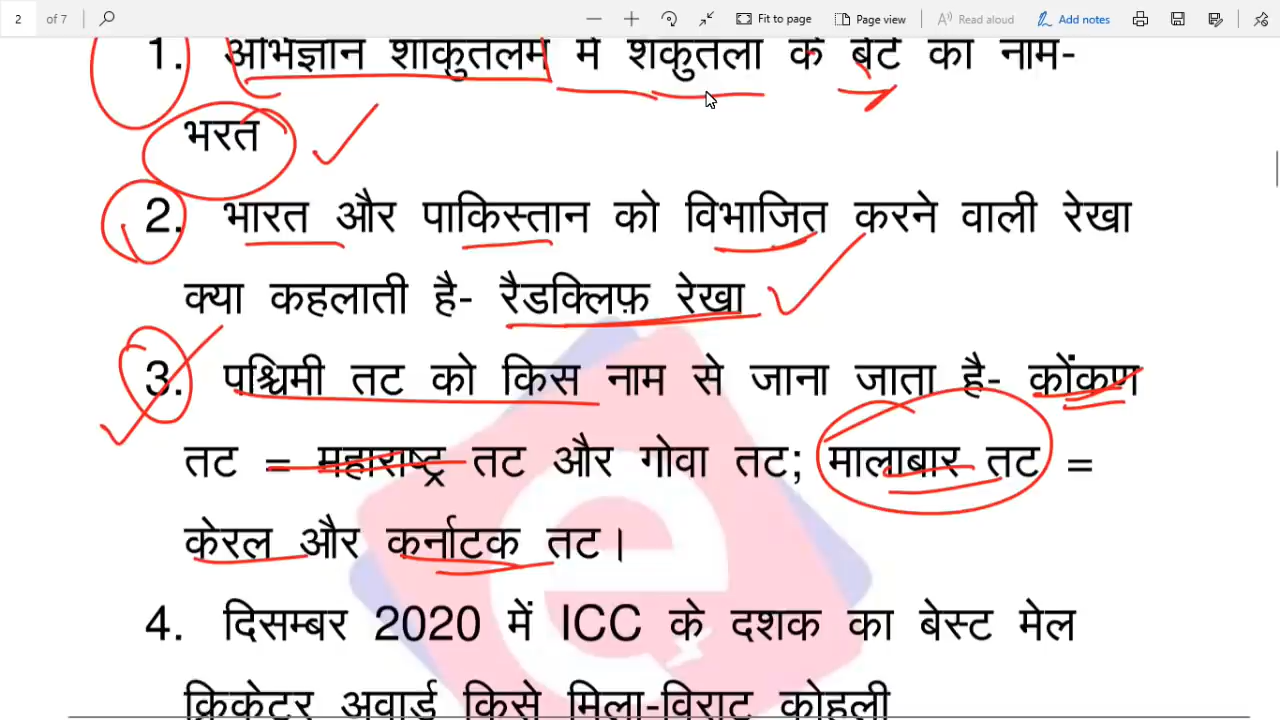 2 of 7 Fit to page Page view Read aloud Add notes
1. अभिज्ञान शाकुंतलम में शकुंतला के बेटे का नाम-
भरत
2. भारत और पाकिस्तान को विभाजित करने वाली रेखा
क्या कहलाती है- रैडक्लिफ़ रेखा
3. पश्चिमी तट को किस नाम से जाना जाता है- कोंकण
तट = महाराष्ट्र तट और गोवा तट; मालाबार तट =
केरल और कर्नाटक तट।
4. दिसम्बर 2020 में ICC के दशक का बेस्ट मेल
क्रिकेटर अवार्ड किसे मिला-विराट कोहली